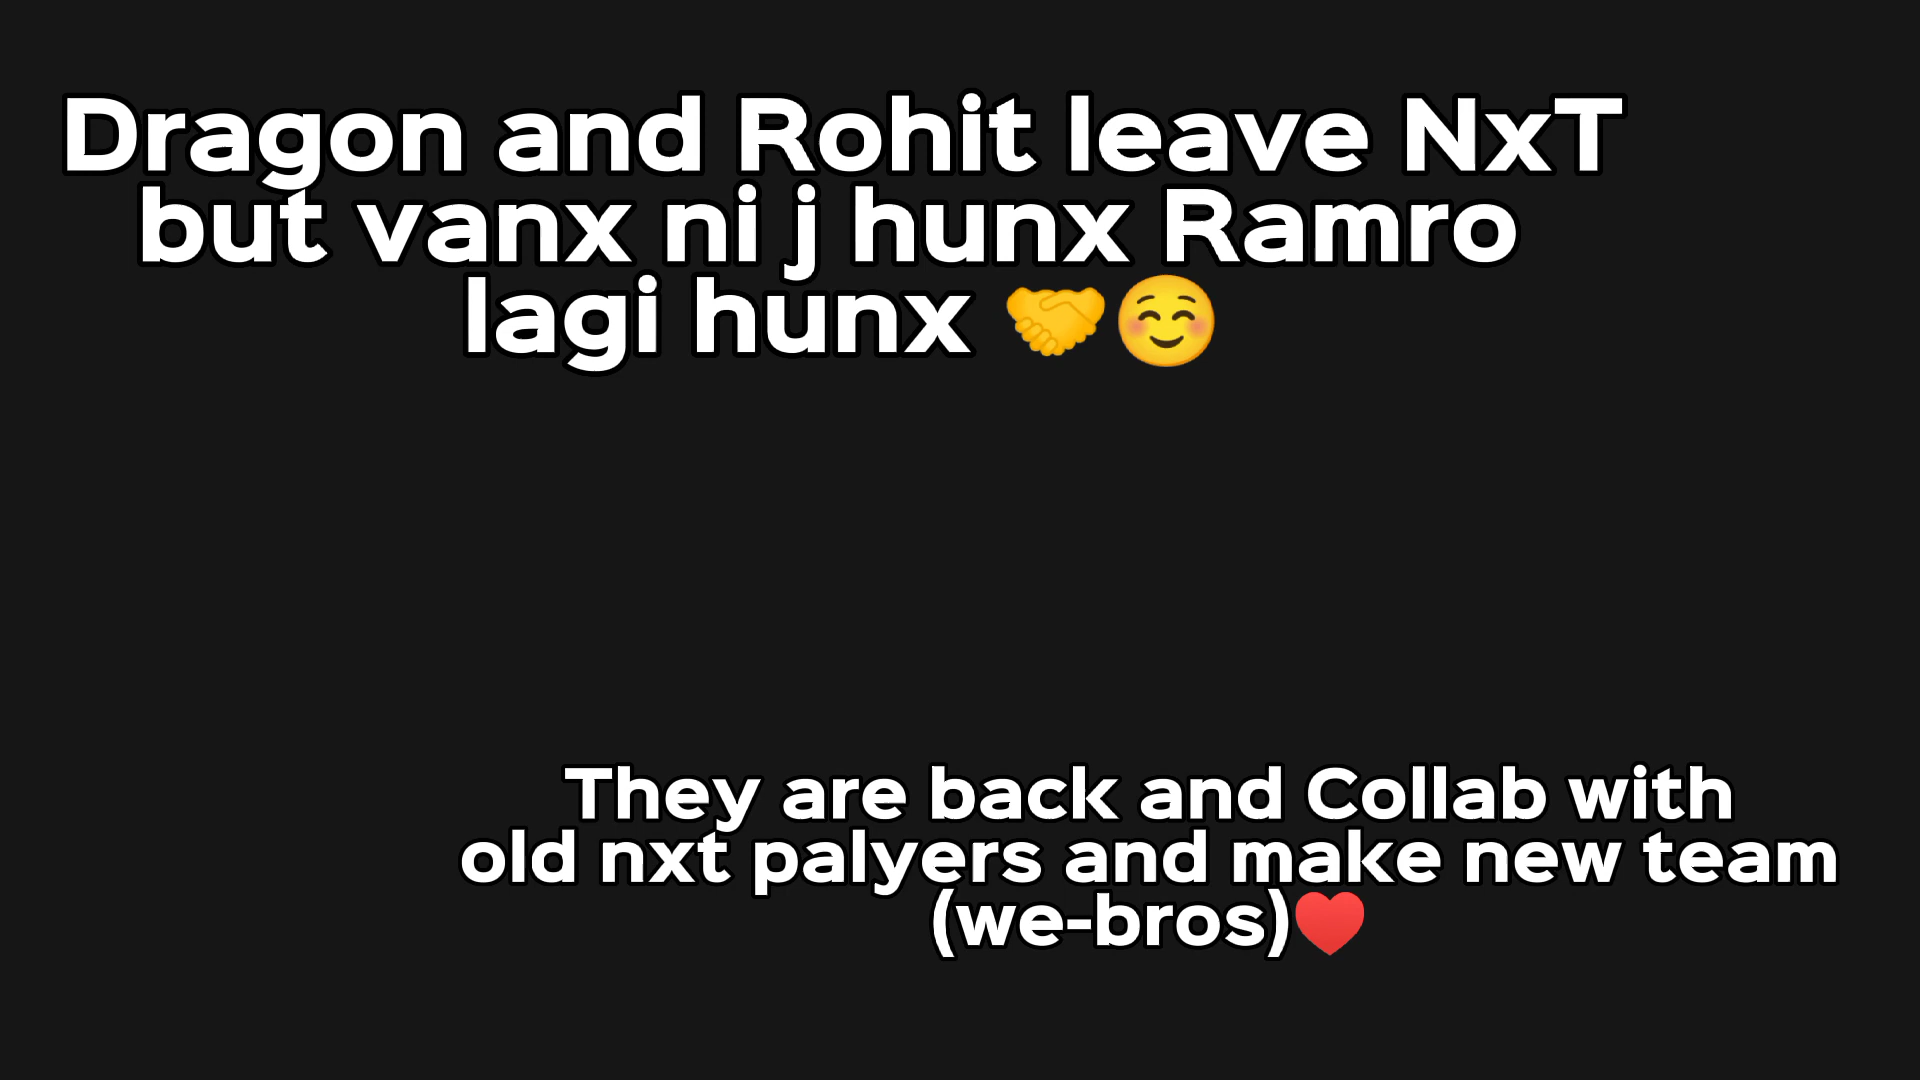 Dragon and Rohit leave NxT
but vanx ni j hunx Ramro
lagi hunx 🤝☺️
They are back and Collab with
old nxt palyers and make new team
(we-bros)♥️